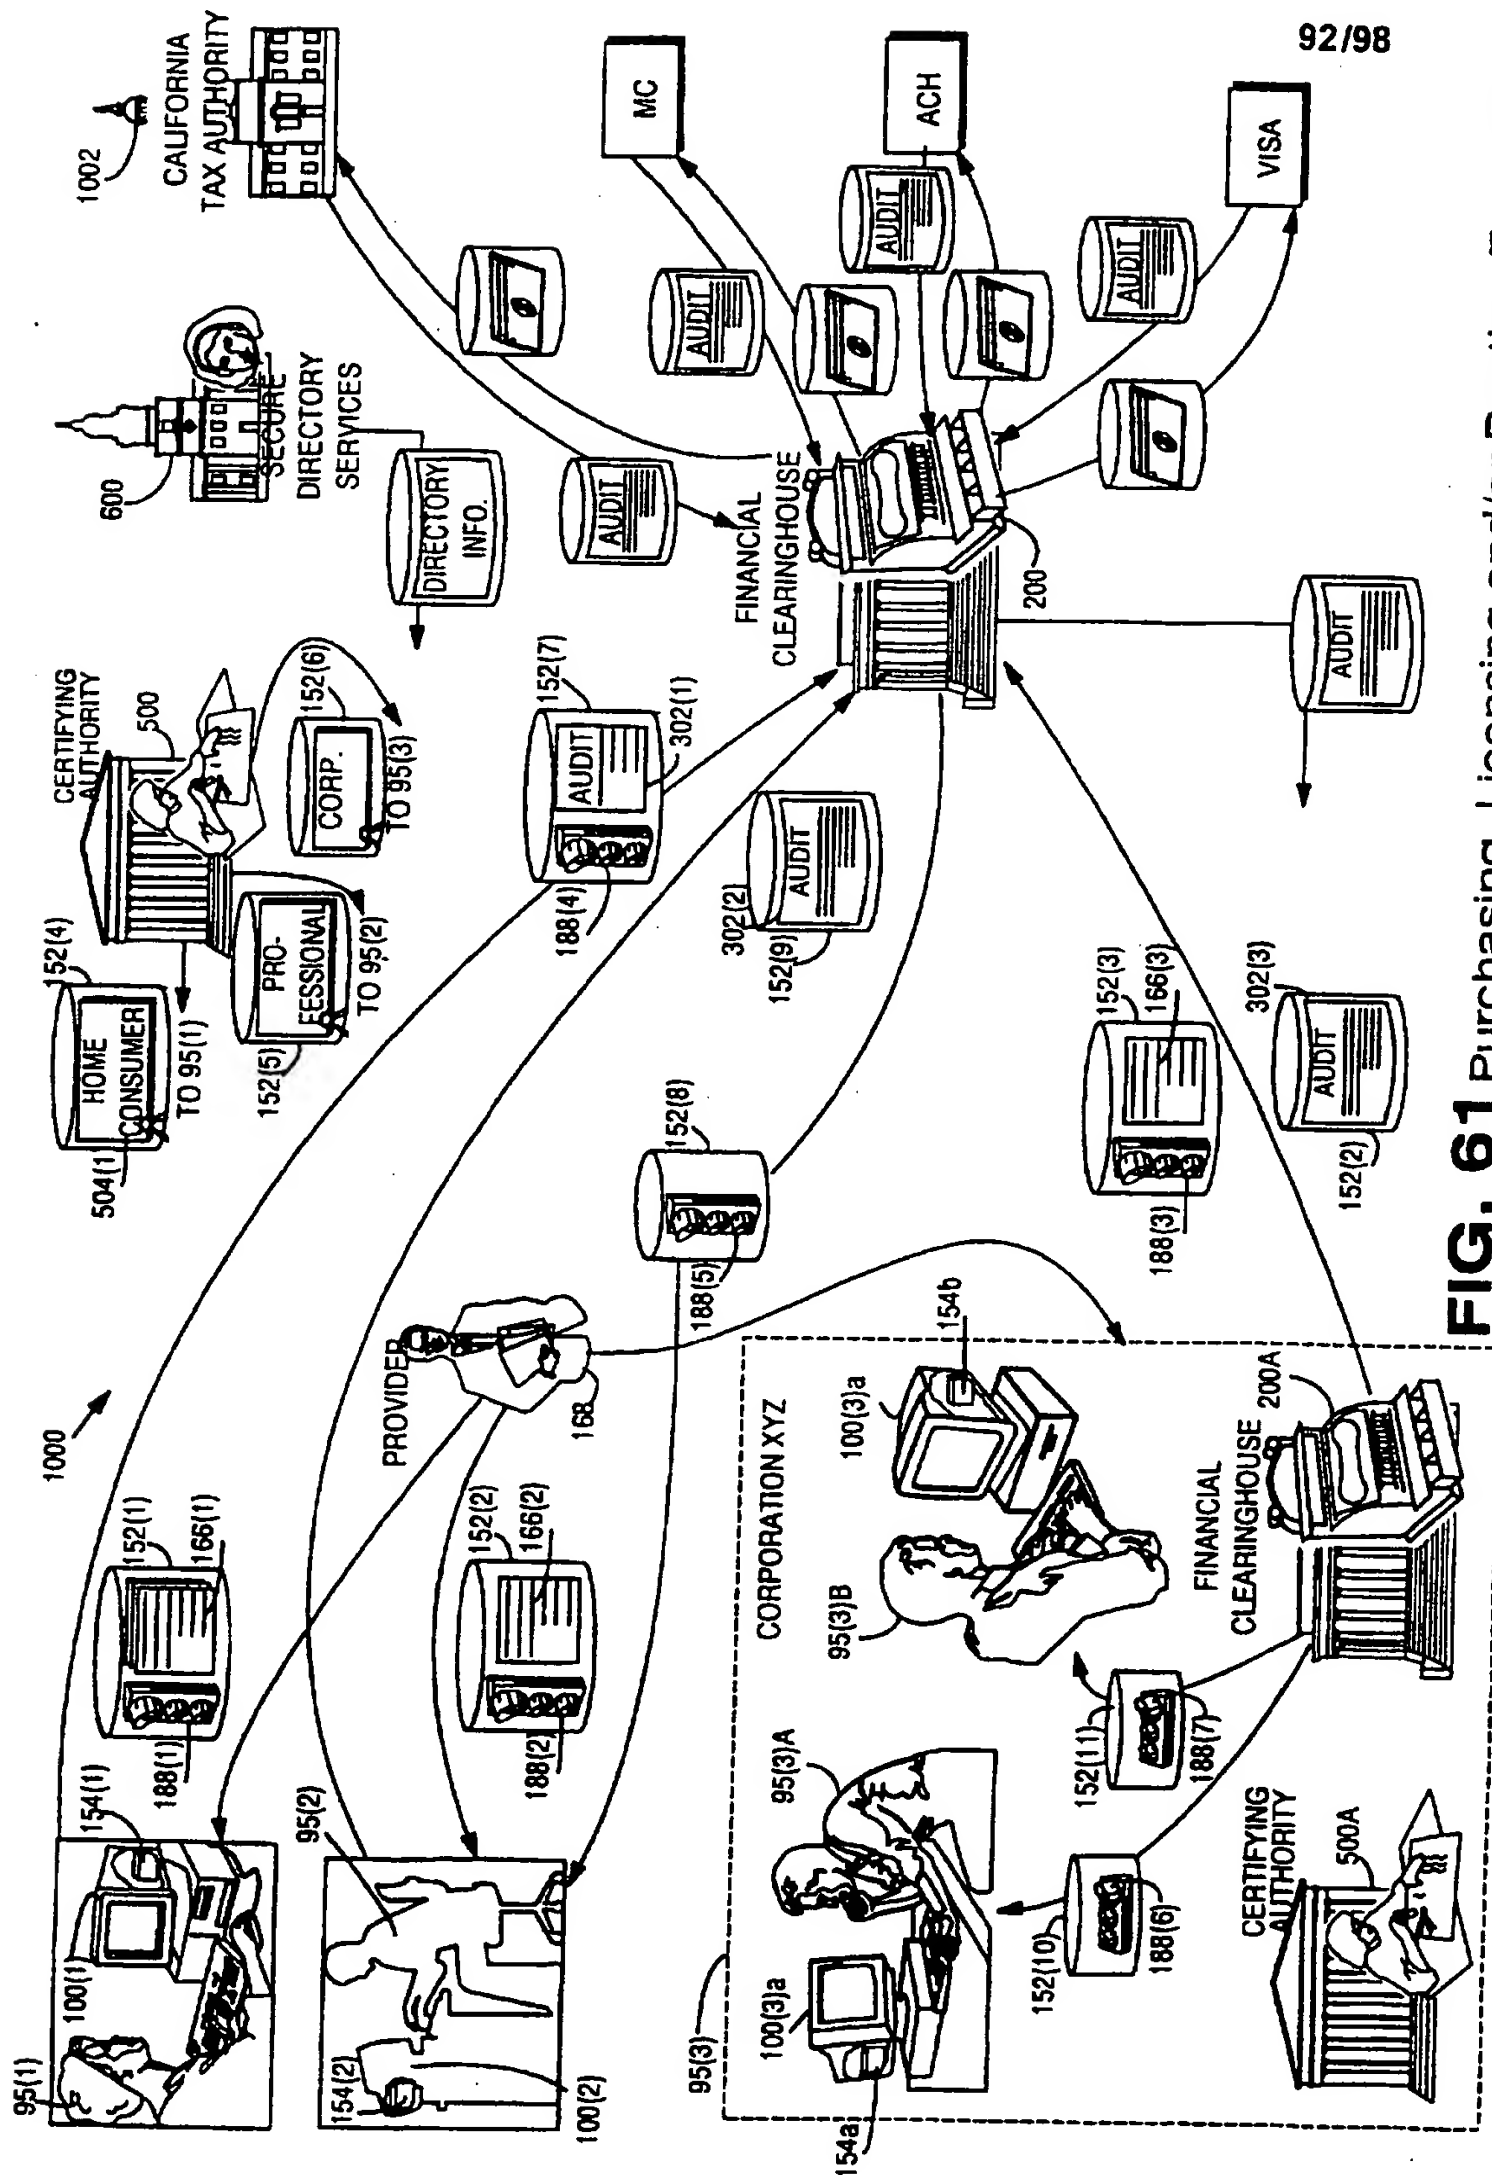 92/98
1002
CALIFORNIA
TAX AUTHORITY
600
SECURE
DIRECTORY
SERVICES
DIRECTORY
INFO.
MC
ACH
VISA
AUDIT
AUDIT
AUDIT
AUDIT
FINANCIAL
CLEARINGHOUSE
200
AUDIT
CERTIFYING
AUTHORITY
500
152(4)
HOME
CONSUMER
504(1)
TO 95(1)
PRO-
FESSIONAL
152(5)
TO 95(2)
152(6)
CORP.
TO 95(3)
152(7)
AUDIT
302(1)
188(4)
302(2)
152(9)
AUDIT
152(8)
188(5)
152(3)
166(3)
188(3)
302(3)
AUDIT
152(2)
1000
PROVIDER
168
152(1)
166(1)
188(1)
152(2)
166(2)
188(2)
95(1)
100(1)
154(1)
95(2)
154(2)
100(2)
95(3)
CORPORATION XYZ
100(3)a
154a
95(3)A
95(3)B
100(3)a
154b
152(10)
188(6)
152(11)
188(7)
FINANCIAL
CLEARINGHOUSE
200A
CERTIFYING
AUTHORITY
500A
FIG. 61 Purchasing, Licensing and/or